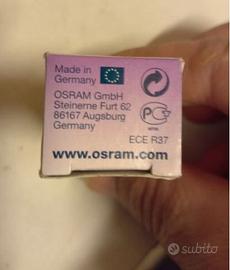 Made in
Germany
OSRAM GmbH
Steinerne Furt 62
86167 Augsburg
Germany
ECE R37
www.osram.com
subito